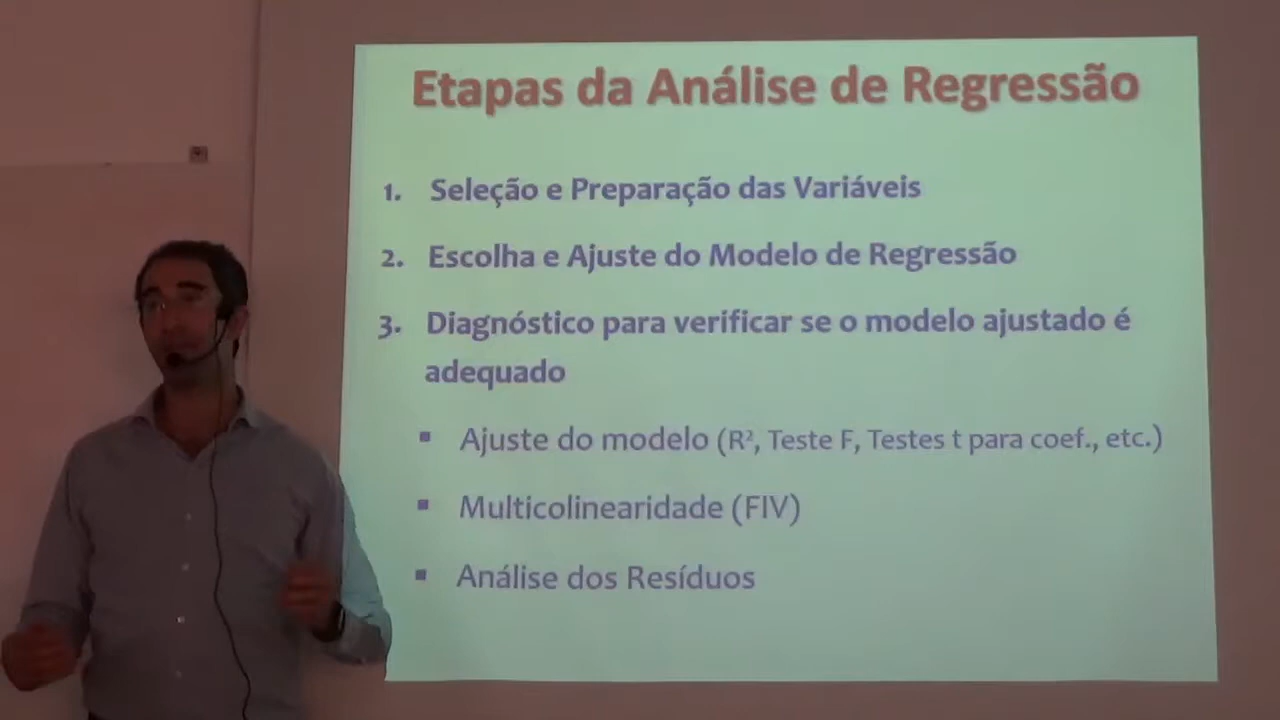 Etapas da Análise de Regressão
1. Seleção e Preparação das Variáveis
2. Escolha e Ajuste do Modelo de Regressão
3. Diagnóstico para verificar se o modelo ajustado é
adequado
▪ Ajuste do modelo (R², Teste F, Testes t para coef., etc.)
▪ Multicolinearidade (FIV)
▪ Análise dos Resíduos